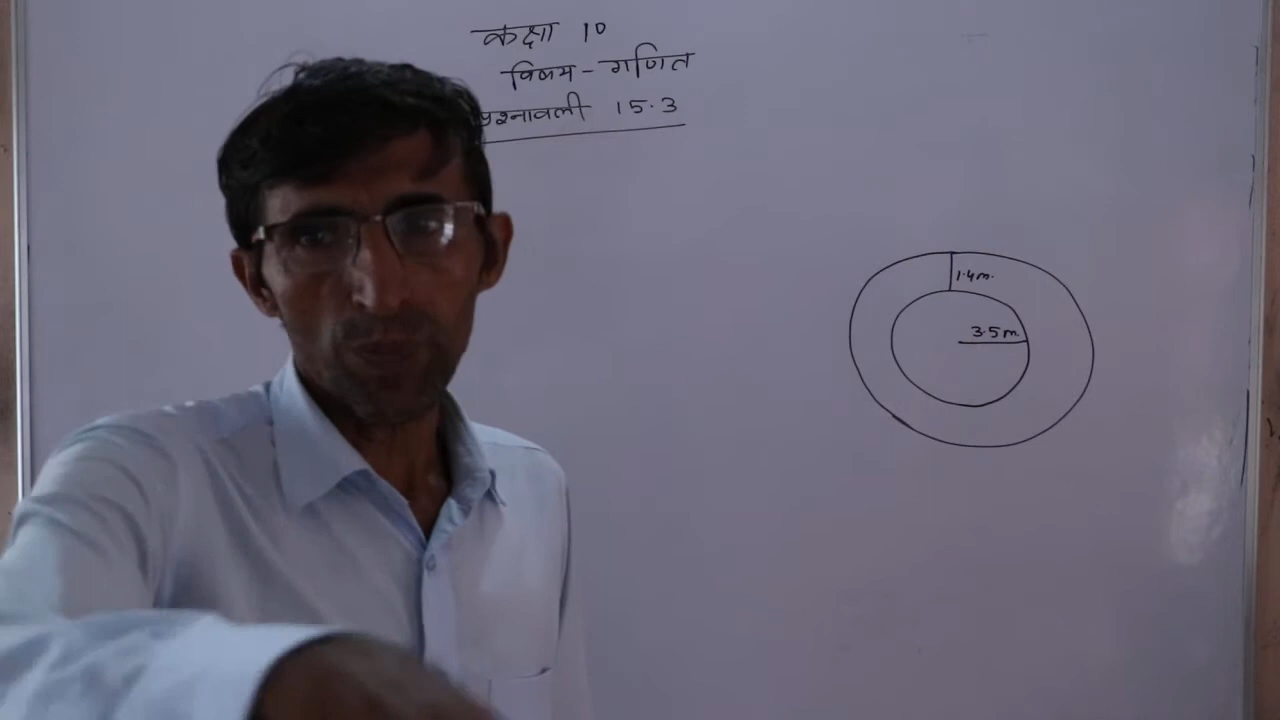 कक्षा 10
विषय - गणित
प्रश्नावली 15.3
1.4m.
3.5m